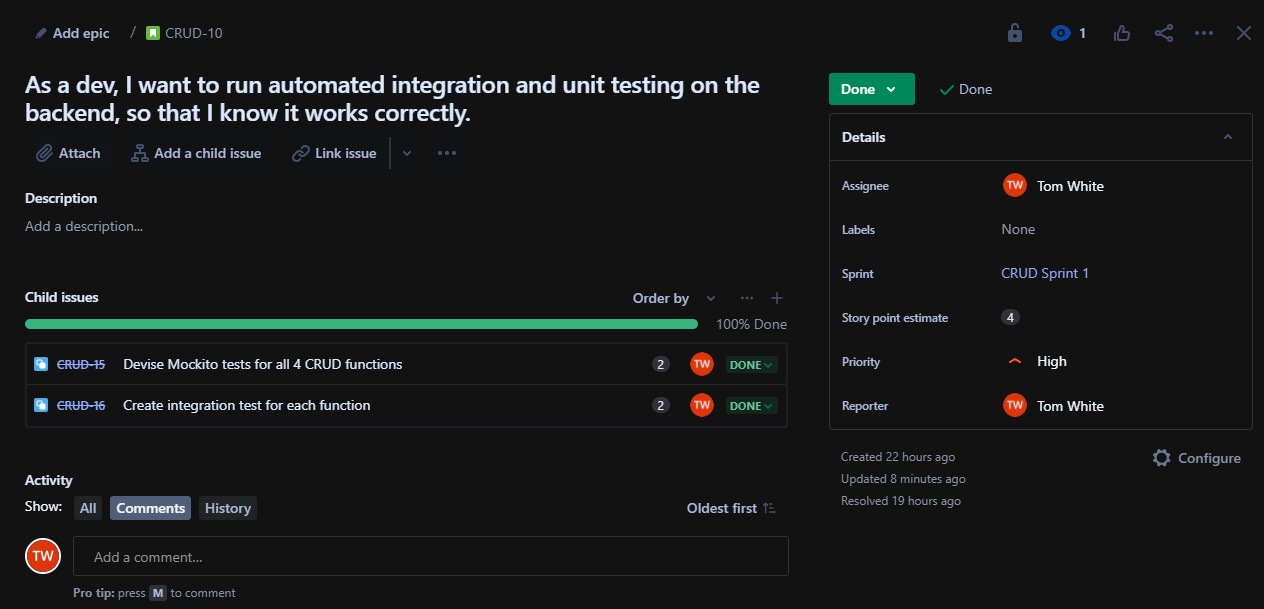 Add epic / CRUD-10
1
As a dev, I want to run automated integration and unit testing on the
backend, so that I know it works correctly.
Attach Add a child issue Link issue
Description
Add a description...
Child issues Order by
100% Done
CRUD-15 Devise Mockito tests for all 4 CRUD functions 2 TW DONE
CRUD-16 Create integration test for each function 2 TW DONE
Activity
Show: All Comments History Oldest first
TW Add a comment...
Pro tip: press M to comment
Done Done
Details
Assignee TW Tom White
Labels None
Sprint CRUD Sprint 1
Story point estimate 4
Priority High
Reporter TW Tom White
Created 22 hours ago Configure
Updated 8 minutes ago
Resolved 19 hours ago